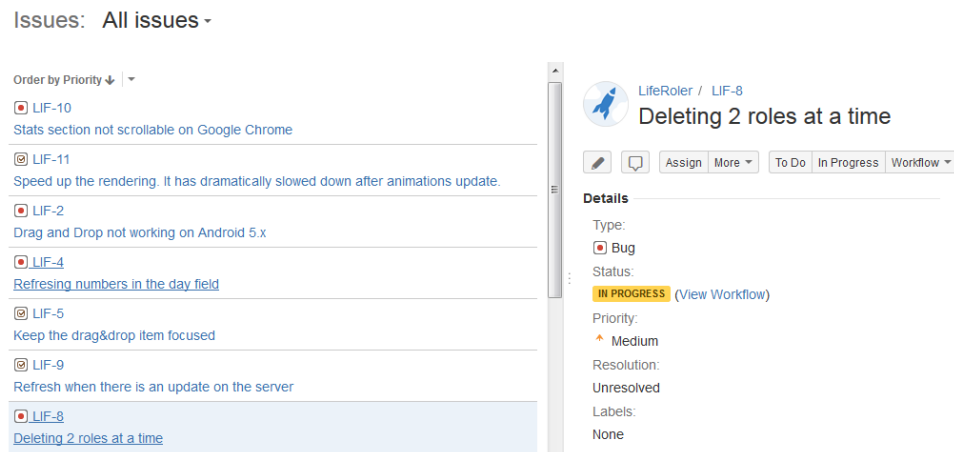 Issues: All issues
Order by Priority
LIF-10
Stats section not scrollable on Google Chrome
LIF-11
Speed up the rendering. It has dramatically slowed down after animations update.
LIF-2
Drag and Drop not working on Android 5.x
LIF-4
Refresing numbers in the day field
LIF-5
Keep the drag&drop item focused
LIF-9
Refresh when there is an update on the server
LIF-8
Deleting 2 roles at a time
LifeRoler / LIF-8
Deleting 2 roles at a time
Assign More To Do In Progress Workflow
Details
Type:
Bug
Status:
IN PROGRESS (View Workflow)
Priority:
Medium
Resolution:
Unresolved
Labels:
None